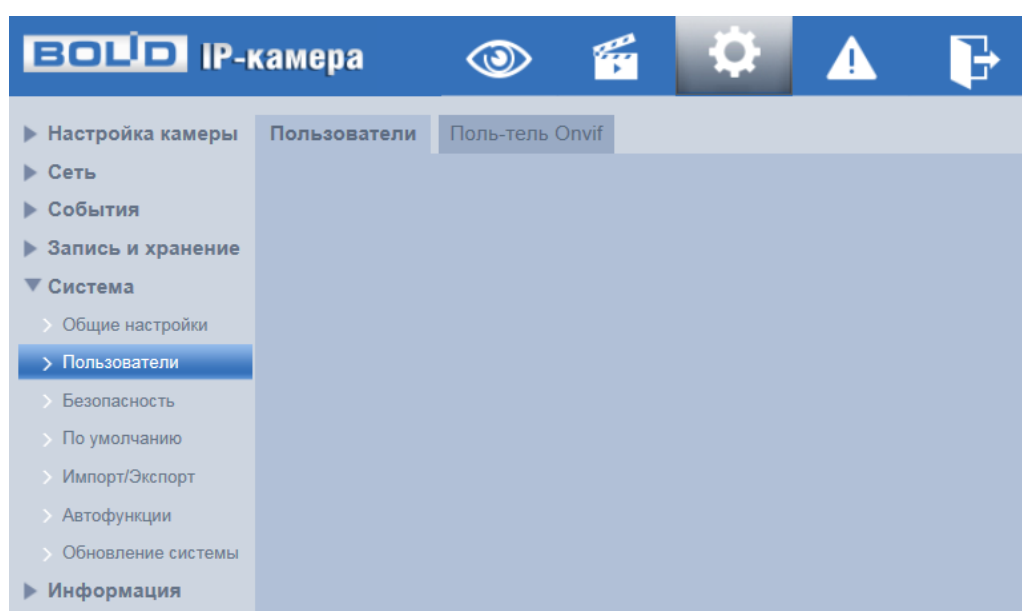 BOLID IP-камера
Настройка камеры
Пользователи
Поль-тель Onvif
Сеть
События
Запись и хранение
Система
Общие настройки
Пользователи
Безопасность
По умолчанию
Импорт/Экспорт
Автофункции
Обновление системы
Информация